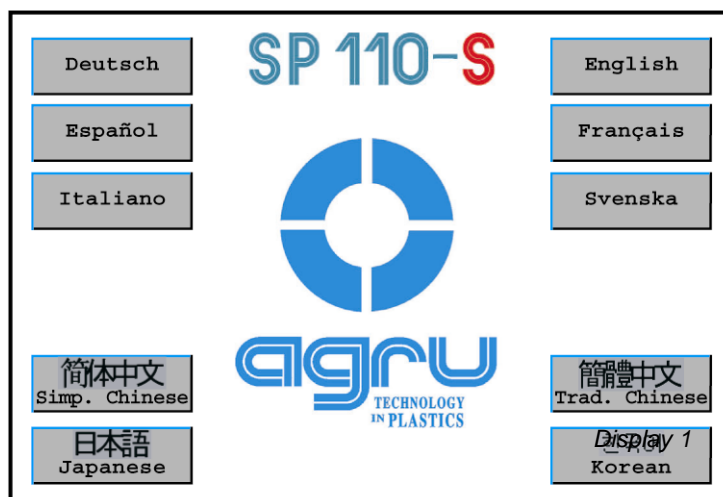 SP 110-S
Deutsch
English
Español
Français
Italiano
Svenska
agru
TECHNOLOGY
IN PLASTICS
简体中文
Simp. Chinese
簡體中文
Trad. Chinese
日本語
Japanese
Display 1
Korean